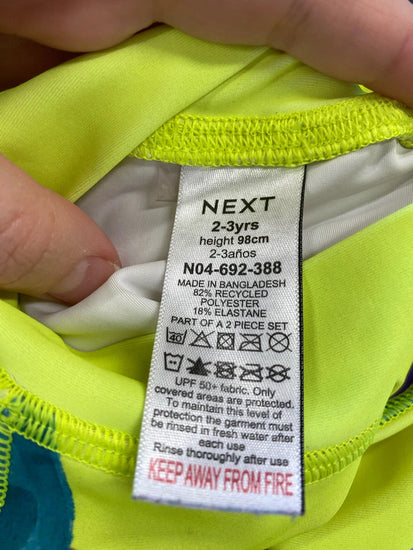 NEXT
2-3yrs
height 98cm
2-3años
N04-692-388
MADE IN BANGLADESH
82% RECYCLED
POLYESTER
18% ELASTANE
PART OF A 2 PIECE SET
40
UPF 50+ fabric. Only
covered areas are protected.
To maintain this level of
protection the garment must
be rinsed in fresh water after
each use
Rinse thoroughly after use
KEEP AWAY FROM FIRE